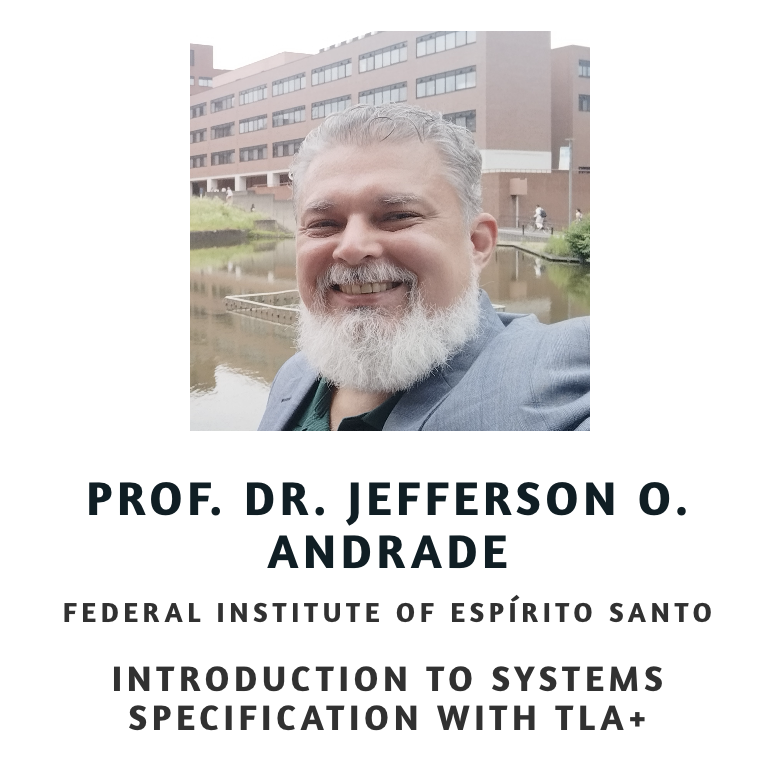 PROF. DR. JEFFERSON O.
ANDRADE
FEDERAL INSTITUTE OF ESPÍRITO SANTO
INTRODUCTION TO SYSTEMS
SPECIFICATION WITH TLA+